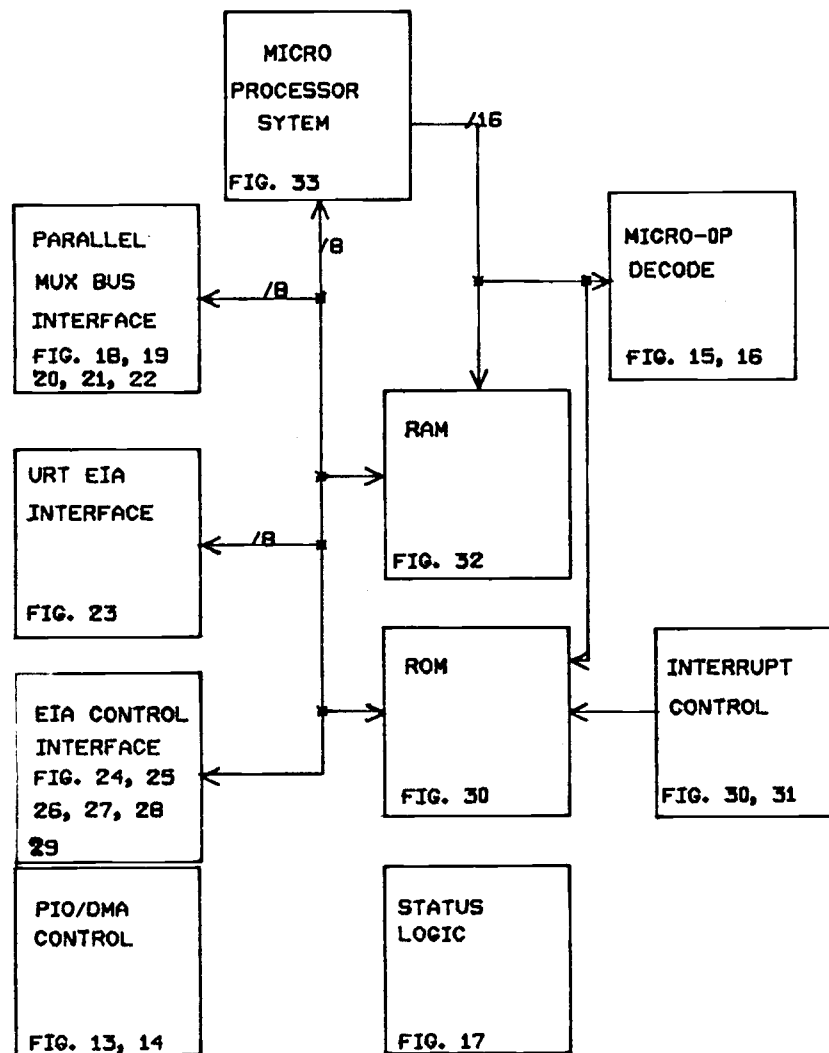 MICRO
PROCESSOR
SYTEM
FIG. 33
/16
/8
PARALLEL
MUX BUS
INTERFACE
FIG. 18, 19
20, 21, 22
/8
MICRO-OP
DECODE
FIG. 15, 16
RAM
FIG. 32
URT EIA
INTERFACE
FIG. 23
/8
ROM
FIG. 30
INTERRUPT
CONTROL
FIG. 30, 31
EIA CONTROL
INTERFACE
FIG. 24, 25
26, 27, 28
29
PIO/DMA
CONTROL
FIG. 13, 14
STATUS
LOGIC
FIG. 17